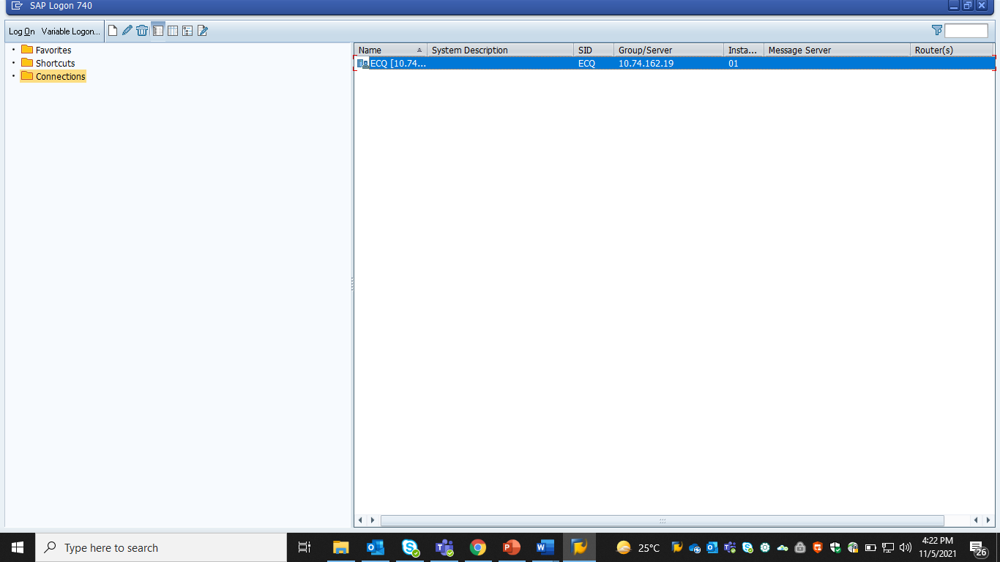 SAP Logon 740
Log On Variable Logon...
Favorites
Shortcuts
Connections
Name System Description SID Group/Server Insta... Message Server Router(s)
ECQ [10.74... ECQ 10.74.162.19 01
Type here to search
25°C
4:22 PM
11/5/2021
26